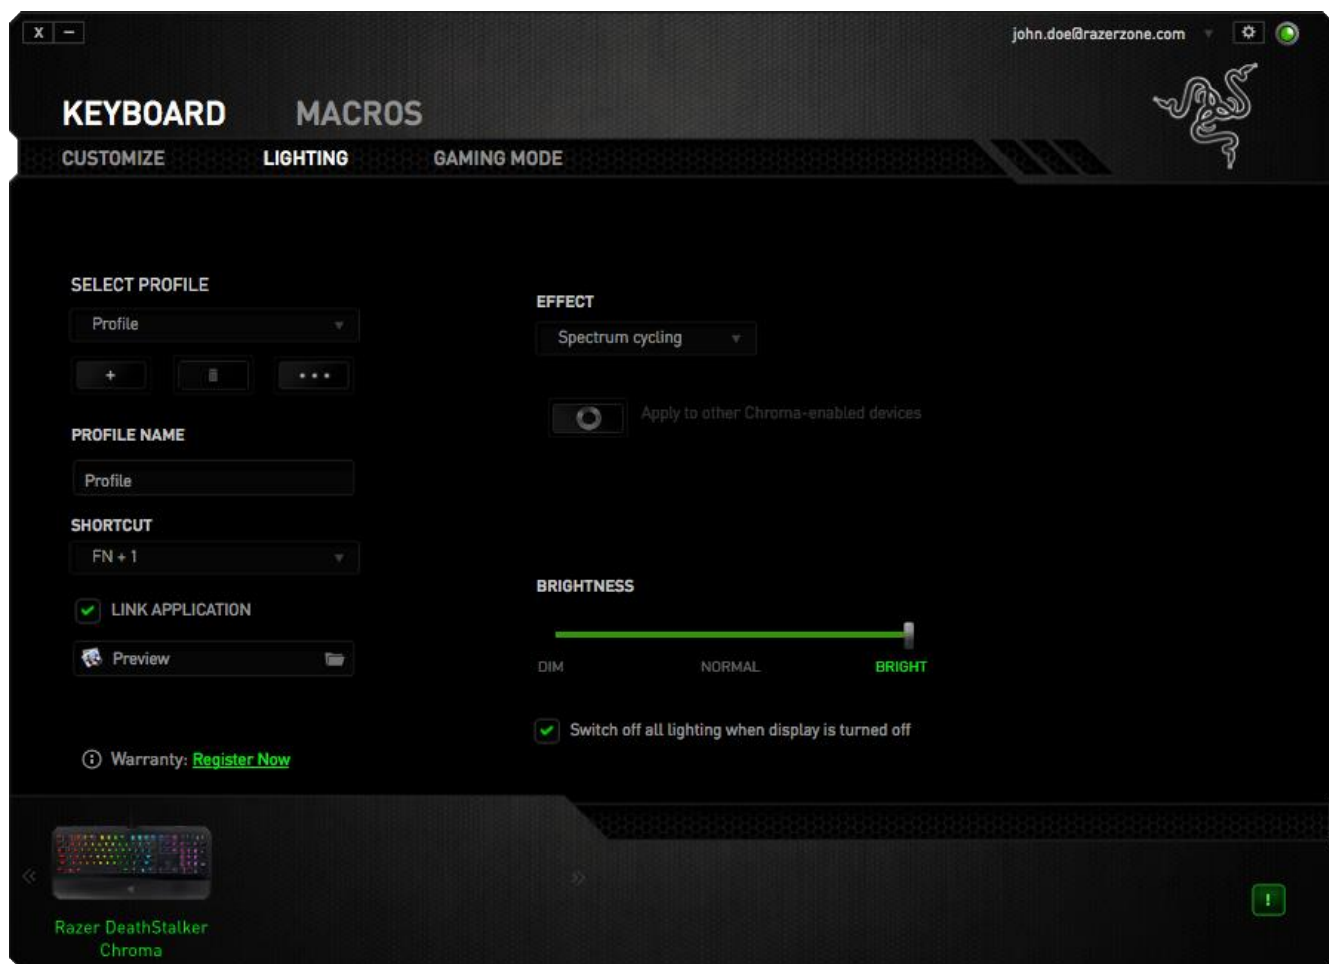 X −
john.doe@razerzone.com
KEYBOARD MACROS
CUSTOMIZE LIGHTING GAMING MODE
SELECT PROFILE
Profile
+
PROFILE NAME
Profile
SHORTCUT
FN + 1
LINK APPLICATION
Preview
Warranty: Register Now
EFFECT
Spectrum cycling
Apply to other Chroma-enabled devices
BRIGHTNESS
DIM NORMAL BRIGHT
Switch off all lighting when display is turned off
Razer DeathStalker
Chroma
!